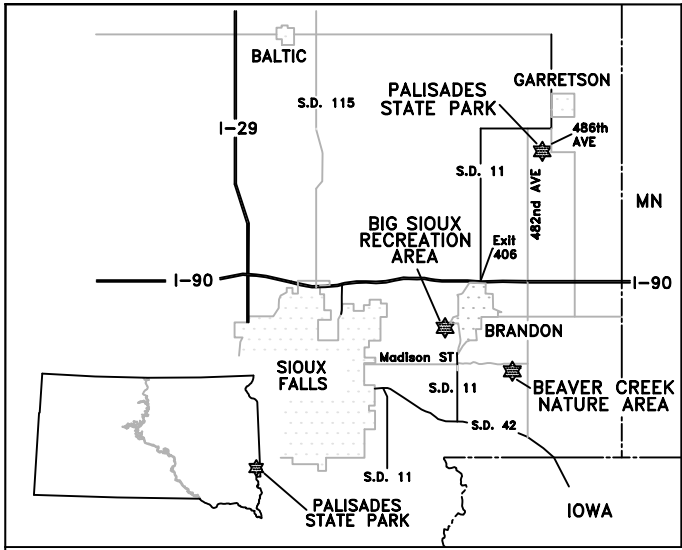 BALTIC
GARRETSON
PALISADES
STATE PARK
S.D. 115
486th
AVE
I-29
S.D. 11
482nd AVE
MN
BIG SIOUX
RECREATION
AREA
Exit
406
I-90
I-90
BRANDON
SIOUX
FALLS
Madison ST
S.D. 11
BEAVER CREEK
NATURE AREA
S.D. 42
S.D. 11
PALISADES
STATE PARK
IOWA